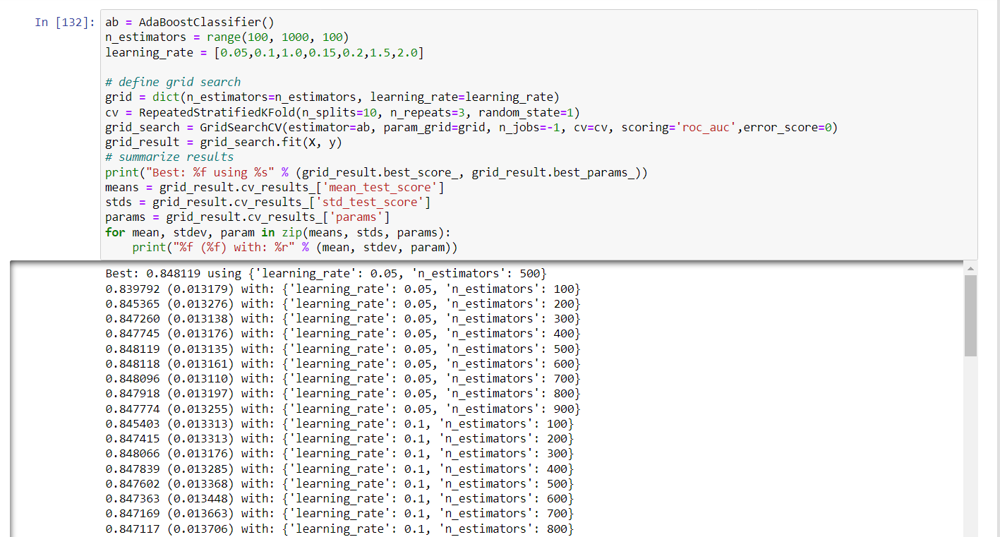 In [132]: ab = AdaBoostClassifier()
n_estimators = range(100, 1000, 100)
learning_rate = [0.05,0.1,1.0,0.15,0.2,1.5,2.0]
# define grid search
grid = dict(n_estimators=n_estimators, learning_rate=learning_rate)
cv = RepeatedStratifiedKFold(n_splits=10, n_repeats=3, random_state=1)
grid_search = GridSearchCV(estimator=ab, param_grid=grid, n_jobs=-1, cv=cv, scoring='roc_auc',error_score=0)
grid_result = grid_search.fit(X, y)
# summarize results
print("Best: %f using %s" % (grid_result.best_score_, grid_result.best_params_))
means = grid_result.cv_results_['mean_test_score']
stds = grid_result.cv_results_['std_test_score']
params = grid_result.cv_results_['params']
for mean, stdev, param in zip(means, stds, params):
    print("%f (%f) with: %r" % (mean, stdev, param))
Best: 0.848119 using {'learning_rate': 0.05, 'n_estimators': 500}
0.839792 (0.013179) with: {'learning_rate': 0.05, 'n_estimators': 100}
0.845365 (0.013276) with: {'learning_rate': 0.05, 'n_estimators': 200}
0.847260 (0.013138) with: {'learning_rate': 0.05, 'n_estimators': 300}
0.847745 (0.013176) with: {'learning_rate': 0.05, 'n_estimators': 400}
0.848119 (0.013135) with: {'learning_rate': 0.05, 'n_estimators': 500}
0.848118 (0.013161) with: {'learning_rate': 0.05, 'n_estimators': 600}
0.848096 (0.013110) with: {'learning_rate': 0.05, 'n_estimators': 700}
0.847918 (0.013197) with: {'learning_rate': 0.05, 'n_estimators': 800}
0.847774 (0.013255) with: {'learning_rate': 0.05, 'n_estimators': 900}
0.845403 (0.013313) with: {'learning_rate': 0.1, 'n_estimators': 100}
0.847415 (0.013313) with: {'learning_rate': 0.1, 'n_estimators': 200}
0.848066 (0.013176) with: {'learning_rate': 0.1, 'n_estimators': 300}
0.847839 (0.013285) with: {'learning_rate': 0.1, 'n_estimators': 400}
0.847602 (0.013368) with: {'learning_rate': 0.1, 'n_estimators': 500}
0.847363 (0.013448) with: {'learning_rate': 0.1, 'n_estimators': 600}
0.847169 (0.013663) with: {'learning_rate': 0.1, 'n_estimators': 700}
0.847117 (0.013706) with: {'learning_rate': 0.1, 'n_estimators': 800}